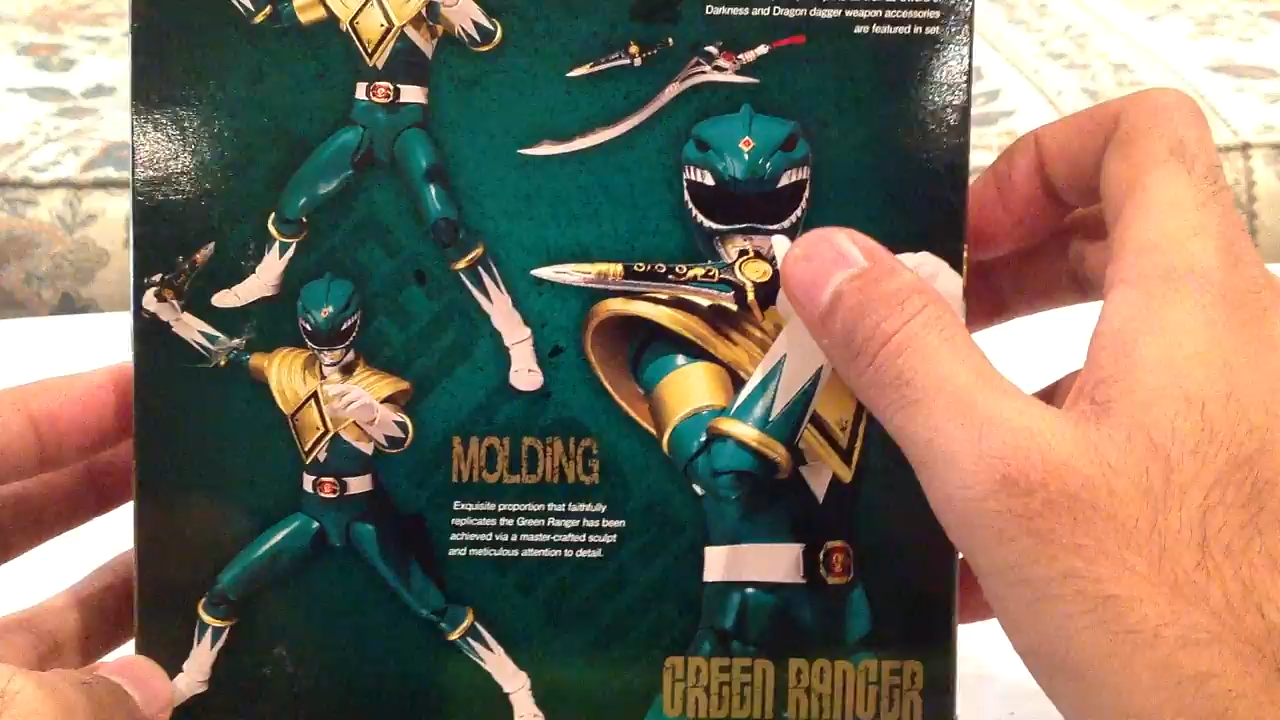 Darkness and Dragon dagger weapon accessories
are featured in set.
MOLDING
Exquisite proportion that faithfully
replicates the Green Ranger has been
achieved via a master-crafted sculpt
and meticulous attention to detail.
GREEN RANGER